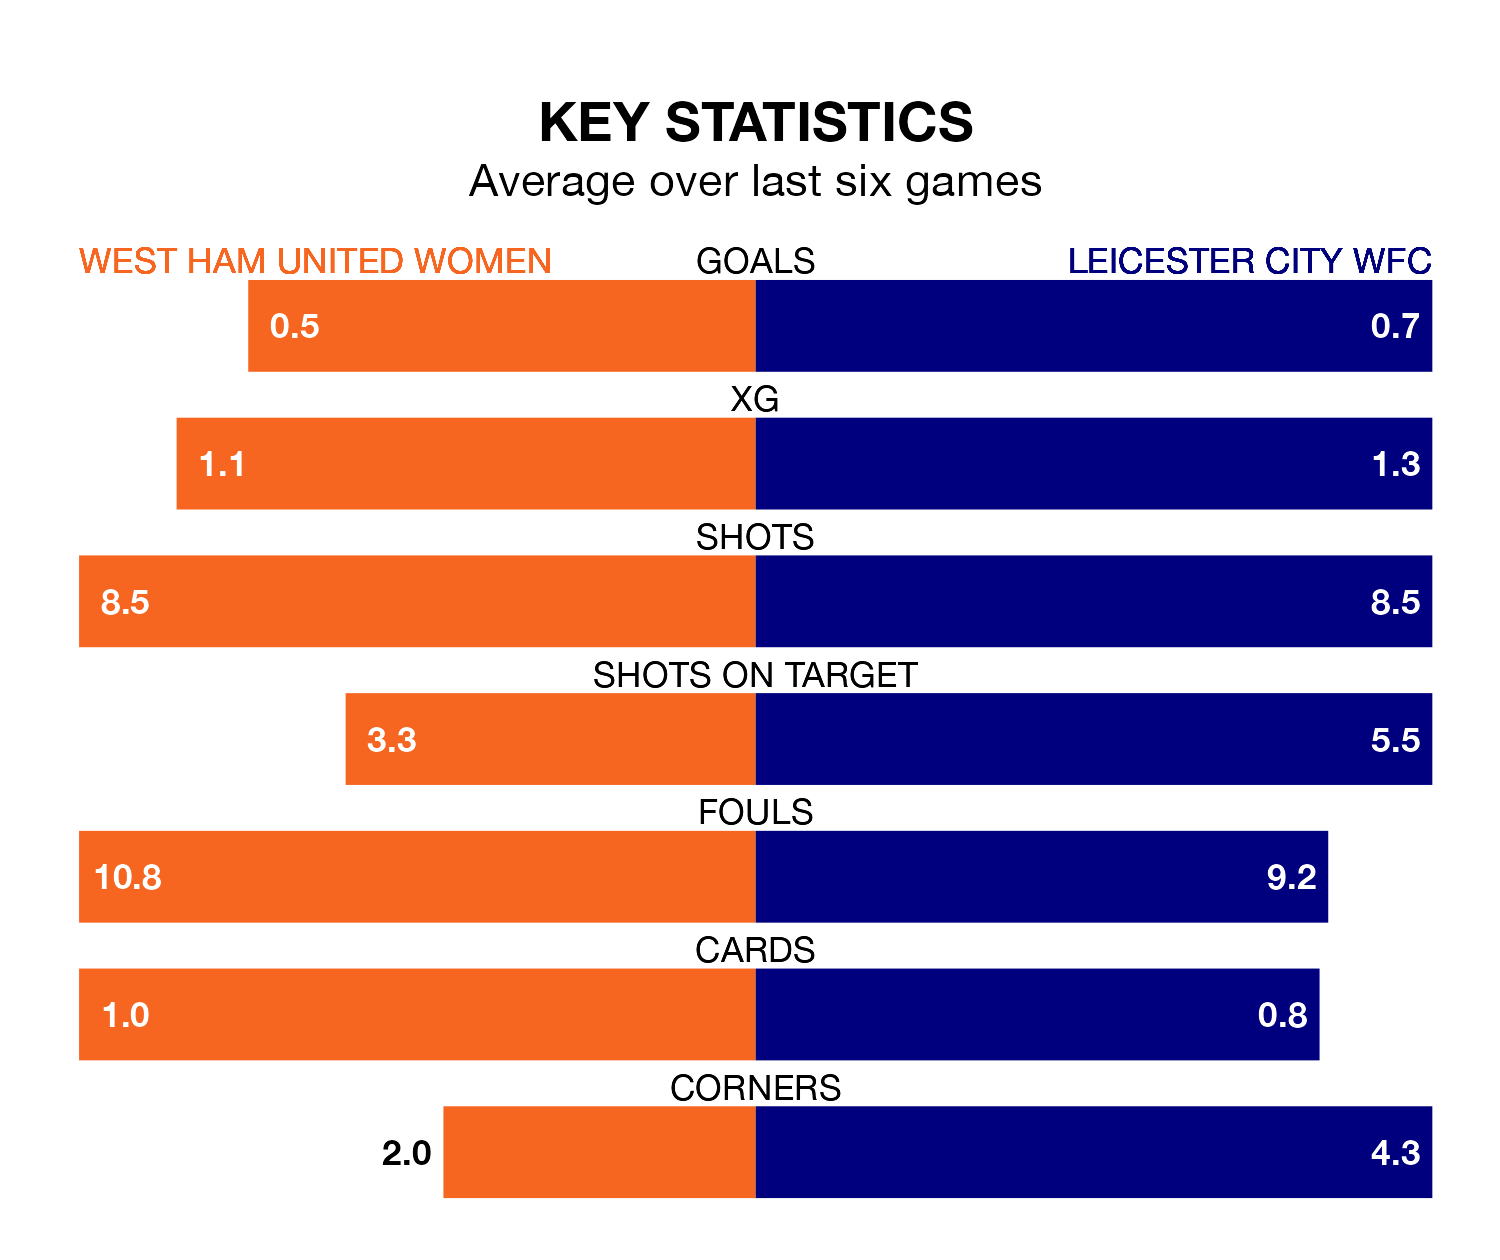 KEY STATISTICS
Average over last six games
WEST HAM UNITED WOMEN GOALS LEICESTER CITY WFC
0.5 0.7
XG
1.1 1.3
SHOTS
8.5 8.5
SHOTS ON TARGET
3.3 5.5
FOULS
10.8 9.2
CARDS
1.0 0.8
CORNERS
2.0 4.3